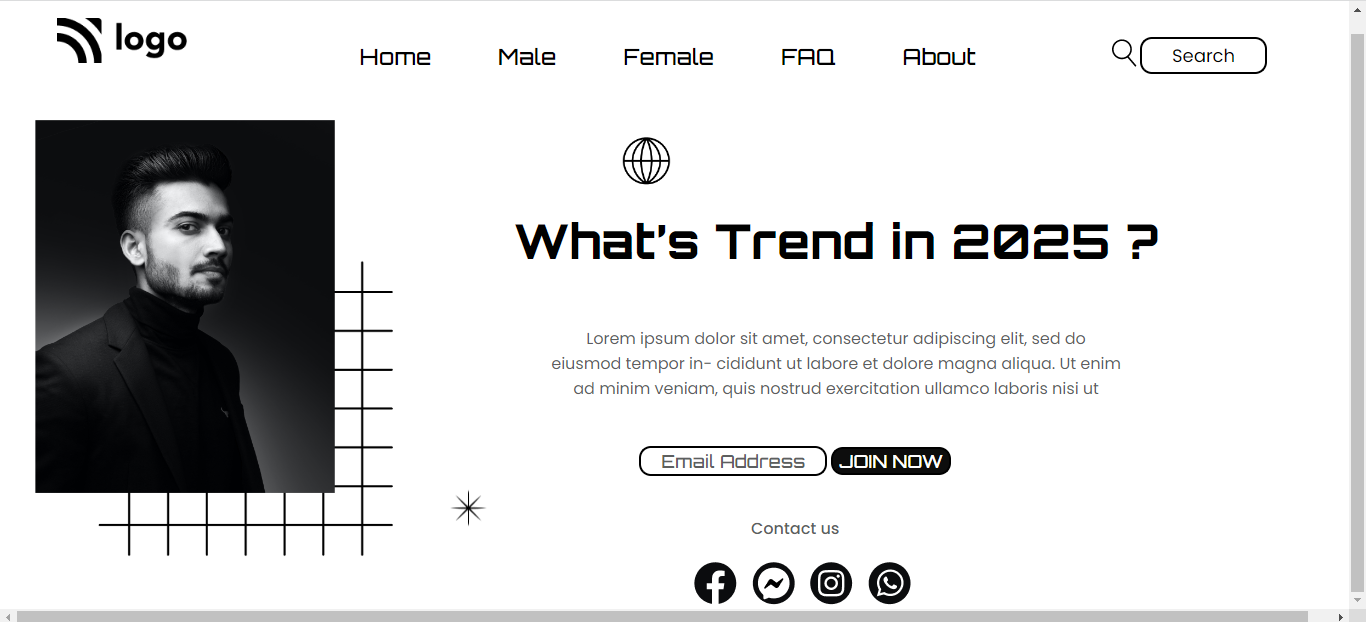 logo
Home
Male
Female
FAQ
About
Search
What's Trend in 2025 ?
Lorem ipsum dolor sit amet, consectetur adipiscing elit, sed do
eiusmod tempor in- cididunt ut labore et dolore magna aliqua. Ut enim
ad minim veniam, quis nostrud exercitation ullamco laboris nisi ut
Email Address
JOIN NOW
Contact us